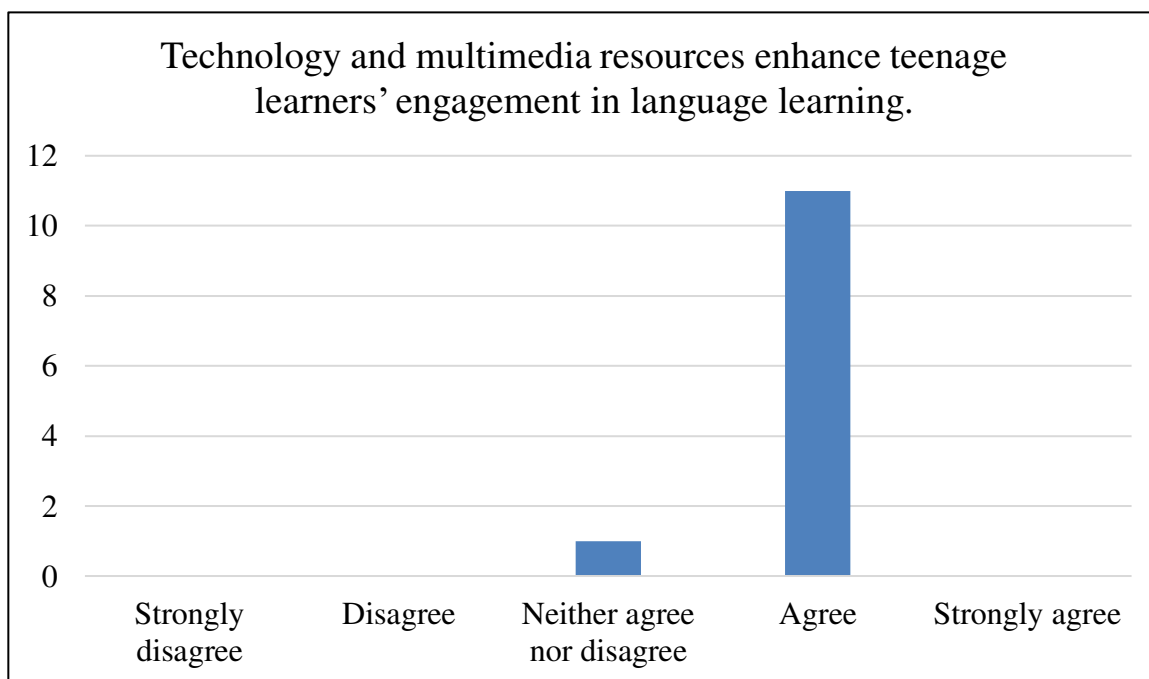 Technology and multimedia resources enhance teenage
learners’ engagement in language learning.
12
10
8
6
4
2
0
Strongly disagree
Disagree
Neither agree nor disagree
Agree
Strongly agree